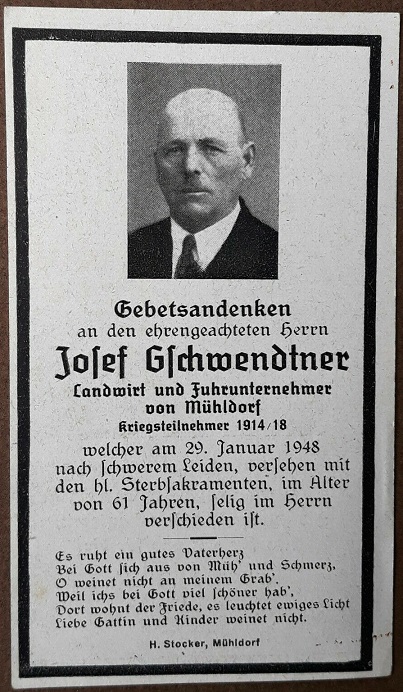 Gebetsandenken
an den ehrengeachteten Herrn
Josef Gschwendtner
Landwirt und Fuhrunternehmer
von Mühldorf
Kriegsteilnehmer 1914/18
welcher am 29. Januar 1948
nach schwerem Leiden, versehen mit
den hl. Sterbsakramenten, im Alter
von 61 Jahren, selig im Herrn
verschieden ist.
Es ruht ein gutes Vaterherz
Bei Gott sich aus von Müh' und Schmerz,
O weinet nicht an meinem Grab'.
Weil ichs bei Gott viel schöner hab',
Dort wohnt der Friede, es leuchtet ewiges Licht
Liebe Gattin und Kinder weinet nicht.
H. Stocker, Mühldorf